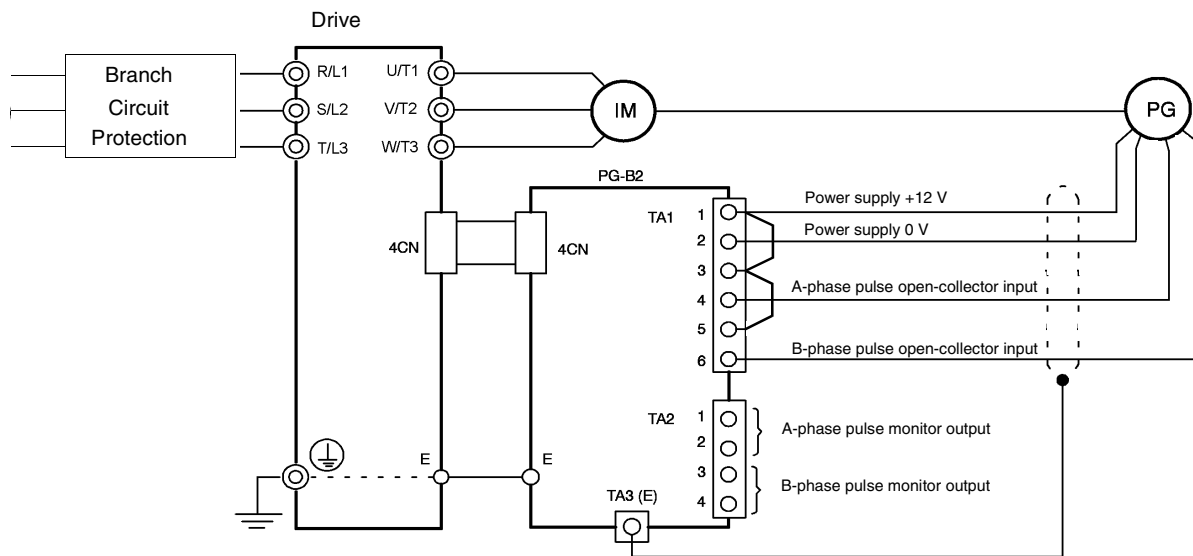 Drive
Branch
Circuit
Protection
R/L1
S/L2
T/L3
U/T1
V/T2
W/T3
IM
PG
PG-B2
4CN
4CN
TA1
1
2
3
4
5
6
Power supply +12 V
Power supply 0 V
A-phase pulse open-collector input
B-phase pulse open-collector input
TA2
1
2
3
4
A-phase pulse monitor output
B-phase pulse monitor output
E
E
TA3 (E)